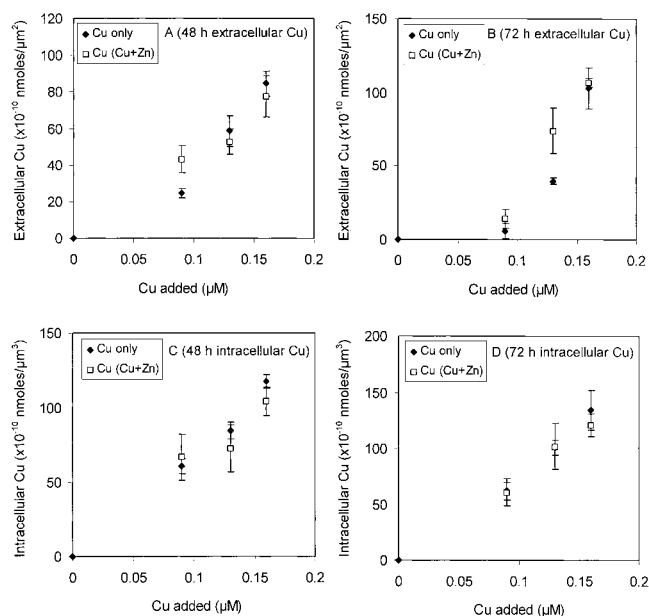 A (48 h extracellular Cu)
◆ Cu only
□ Cu (Cu+Zn)
Extracellular Cu (x10⁻¹⁰ nmoles/µm²)
120
100
80
60
40
20
0
0 0.05 0.1 0.15 0.2
Cu added (µM)
B (72 h extracellular Cu)
◆ Cu only
□ Cu (Cu+Zn)
Extracellular Cu (x10⁻¹⁰ nmoles/µm²)
150
100
50
0
0 0.05 0.1 0.15 0.2
Cu added (µM)
C (48 h intracellular Cu)
◆ Cu only
□ Cu (Cu+Zn)
Intracellular Cu (x10⁻¹⁰ nmoles/µm³)
150
100
50
0
0 0.05 0.1 0.15 0.2
Cu added (µM)
D (72 h intracellular Cu)
◆ Cu only
□ Cu (Cu+Zn)
Intracellular Cu (x10⁻¹⁰ nmoles/µm³)
200
150
100
50
0
0 0.05 0.1 0.15 0.2
Cu added (µM)